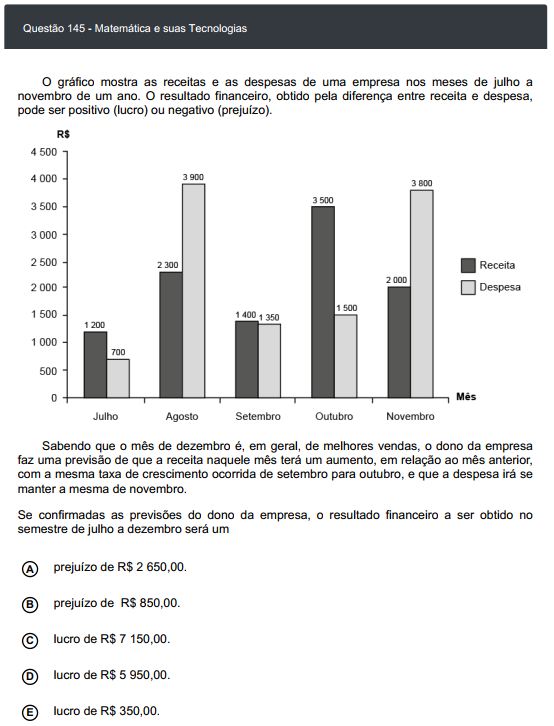 Questão 145 - Matemática e suas Tecnologias
O gráfico mostra as receitas e as despesas de uma empresa nos meses de julho a
novembro de um ano. O resultado financeiro, obtido pela diferença entre receita e despesa,
pode ser positivo (lucro) ou negativo (prejuízo).
R$
4 500
4 000
3 500
3 000
2 500
2 000
1 500
1 000
500
0
1 200
700
2 300
3 900
1 400
1 350
3 500
1 500
2 000
3 800
Receita
Despesa
Mês
Julho
Agosto
Setembro
Outubro
Novembro
Sabendo que o mês de dezembro é, em geral, de melhores vendas, o dono da empresa
faz uma previsão de que a receita naquele mês terá um aumento, em relação ao mês anterior,
com a mesma taxa de crescimento ocorrida de setembro para outubro, e que a despesa irá se
manter a mesma de novembro.
Se confirmadas as previsões do dono da empresa, o resultado financeiro a ser obtido no
semestre de julho a dezembro será um
A prejuízo de R$ 2 650,00.
B prejuízo de R$ 850,00.
C lucro de R$ 7 150,00.
D lucro de R$ 5 950,00.
E lucro de R$ 350,00.